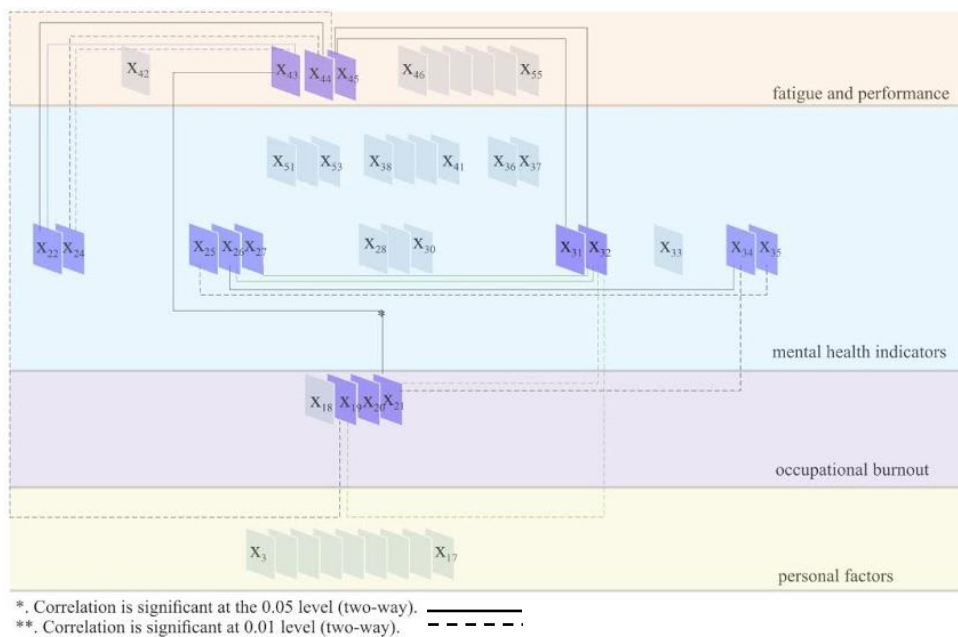 X42 X43 X44 X45 X46 X55
fatigue and performance
X51 X53 X38 X41 X36 X37
X22 X24 X25 X26 X27 X28 X30 X31 X32 X33 X34 X35
mental health indicators
X18 X19 X20 X21
occupational burnout
X3 X17
personal factors
*
*. Correlation is significant at the 0.05 level (two-way).
**. Correlation is significant at 0.01 level (two-way).